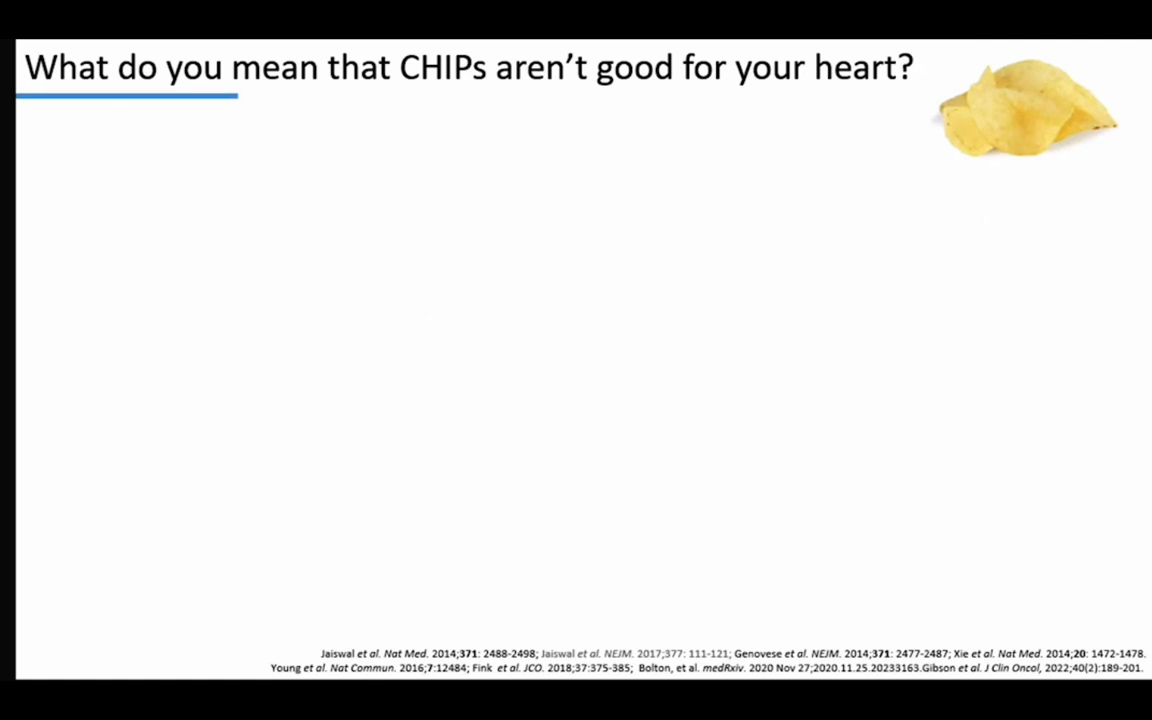 What do you mean that CHIPs aren’t good for your heart?
Jaiswal et al. Nat Med. 2014;371: 2488-2498; Jaiswal et al. NEJM. 2017;377: 111-121; Genovese et al. NEJM. 2014;371: 2477-2487; Xie et al. Nat Med. 2014;20: 1472-1478.
Young et al. Nat Commun. 2016;7:12484; Fink et al. JCO. 2018;37:375-385; Bolton, et al. medRxiv. 2020 Nov 27;2020.11.25.20233163.Gibson et al. J Clin Oncol, 2022;40(2):189-201.